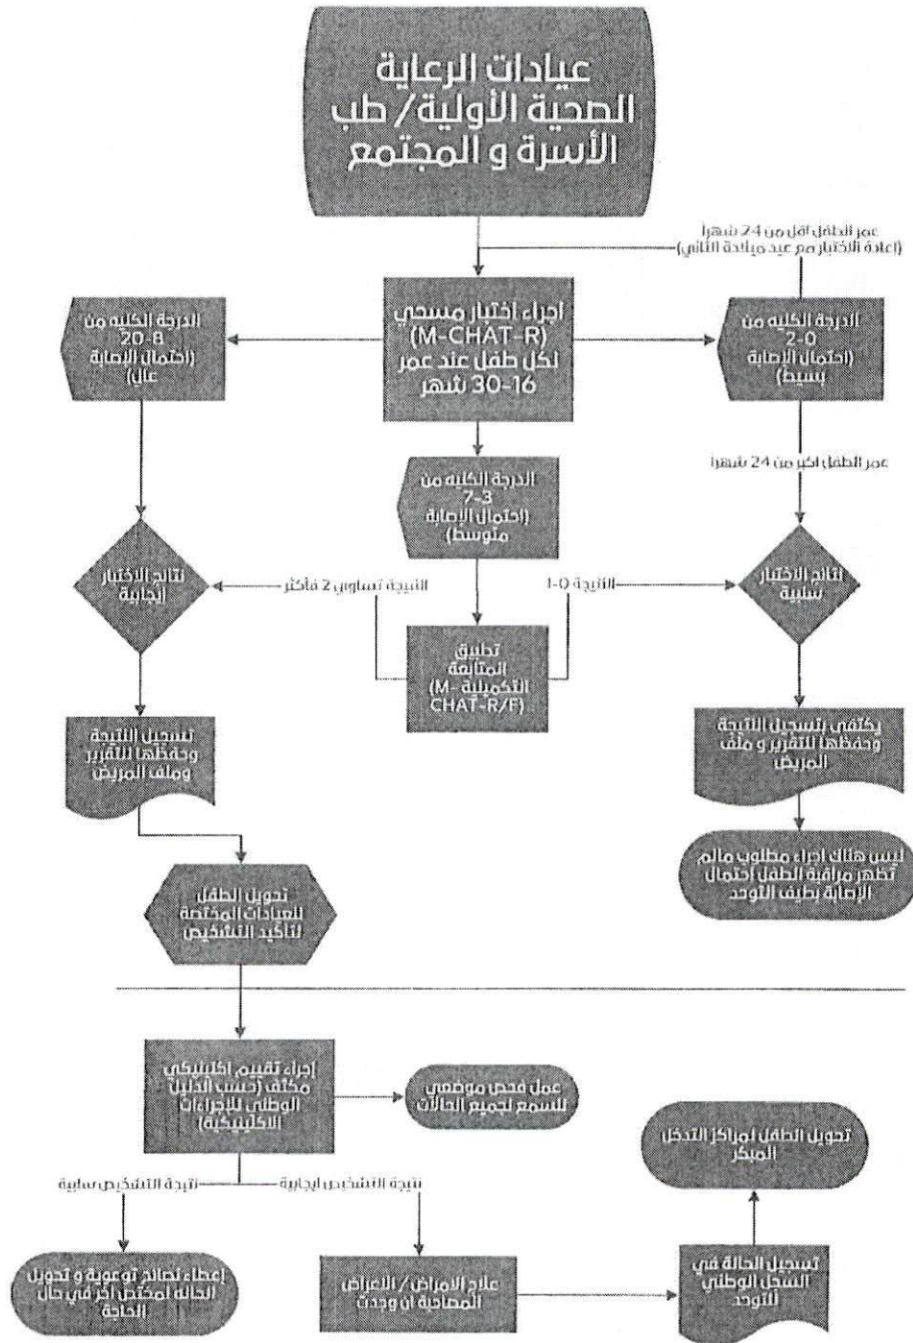 عيادات الرعاية
الصحية الأولية/ طب
الأسرة و المجتمع
عمر الطفل اقل من 24 شهرا
(اعادة الاختبار مع عيد ميلادة الثاني)
اجراء اختبار مسحي
(M-CHAT-R)
لكل طفل عند عمر
16-30 شهر
الدرجة الكليه من
0-2
(احتمال الإصابة
بسيط)
الدرجة الكليه من
8-20
(احتمال الإصابة
عالي)
عمر الطفل اكبر من 24 شهرا
الدرجة الكليه من
3-7
(احتمال الإصابة
متوسط)
نتائج الاختبار
سلبية
النتيجة 0-1
النتيجة تساوي 2 فأكثر
نتائج الاختبار
إيجابية
تطبيق
المتابعة
التكميلية (M-
CHAT-R/F)
يكتفى بتسجيل النتيجة
وحفظها للتقرير و ملف
المريض
تسجيل النتيجة
وحفظها للتقرير
وملف المريض
ليس هناك اجراء مطلوب مالم
تظهر مراقبة الطفل احتمال
الإصابة بطيف التوحد
تحويل الطفل
للعيادات المختصة
لتأكيد التشخيص
إجراء تقييم اكلينيكي
مكثف (حسب الدليل
الوطني للإجراءات
الاكلينيكية)
عمل فحص موضعي
للسمع لجميع الحالات
تحويل الطفل لمراكز التدخل
المبكر
نتيجة التشخيص ايجابية
نتيجة التشخيص سلبية
تسجيل الحالة في
السجل الوطني
للتوحد
علاج الامراض / الاعراض
المصاحبة ان وجدت
إعطاء نصائح توعوية و تحويل
الحالة لمختص اخر في حال
الحاجة